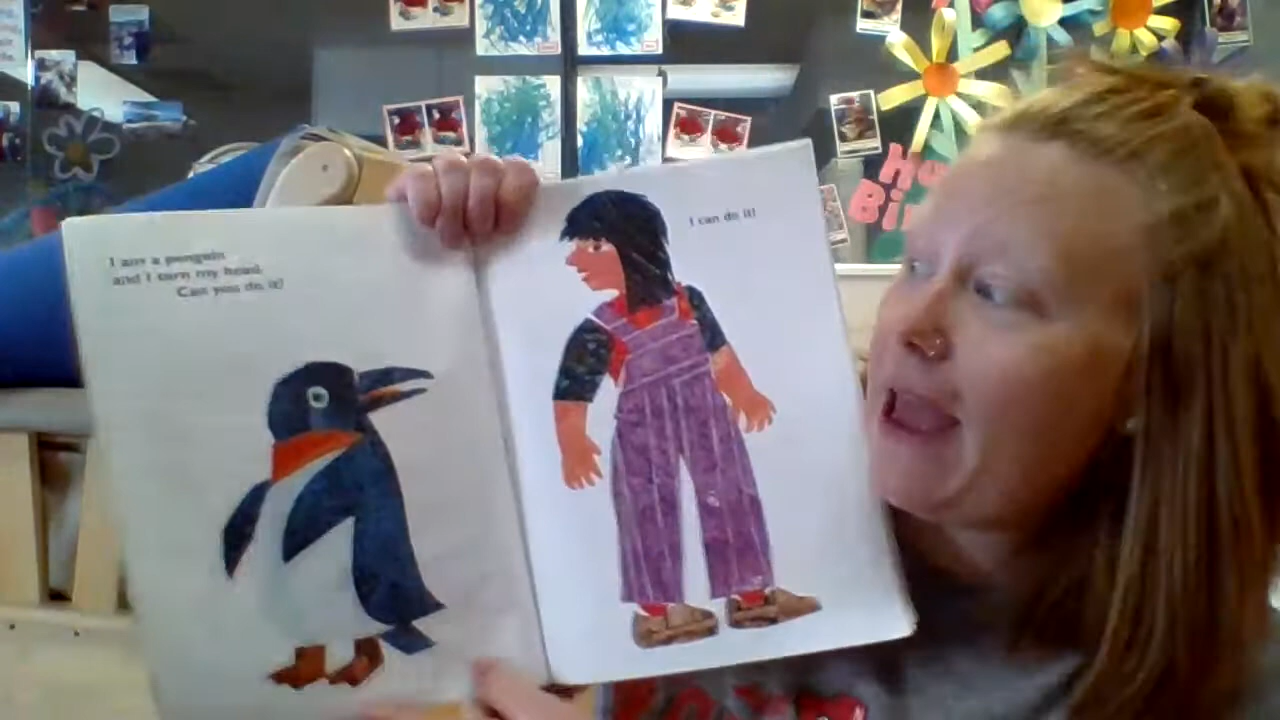 I am a penguin
and I turn my head.
Can you do it?
I can do it!